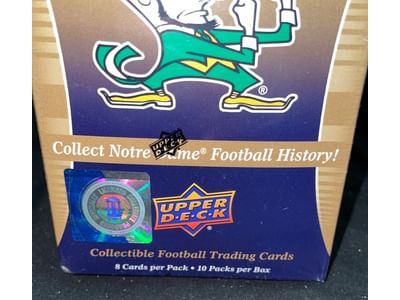 Collect Notre Dame® Football History!
UPPER DECK
UPPER
D·E·C·K
Collectible Football Trading Cards
8 Cards per Pack • 10 Packs per Box